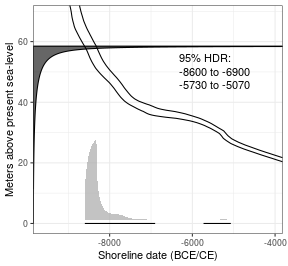 Meters above present sea-level
60
40
20
0
95% HDR:
-8600 to -6900
-5730 to -5070
-8000
-6000
-4000
Shoreline date (BCE/CE)